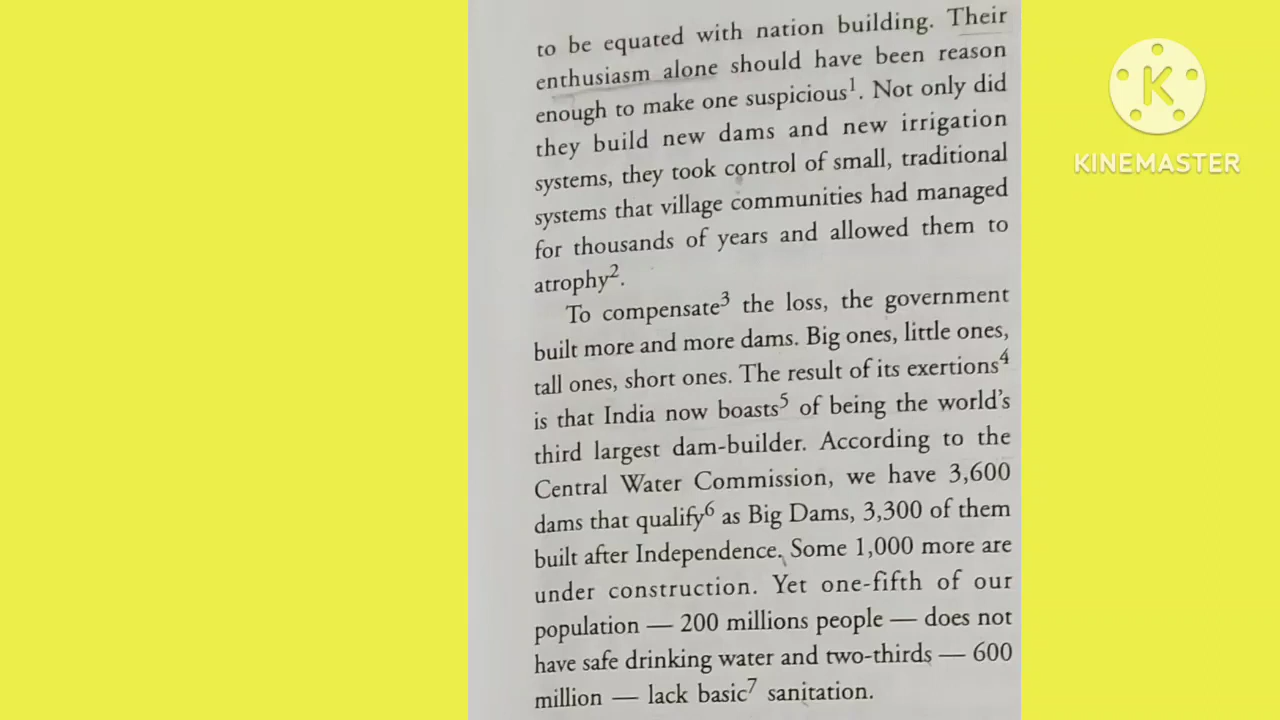 to be equated with nation building. Their
enthusiasm alone should have been reason
enough to make one suspicious¹. Not only did
they build new dams and new irrigation
systems, they took control of small, traditional
systems that village communities had managed
for thousands of years and allowed them to
atrophy².
To compensate³ the loss, the government
built more and more dams. Big ones, little ones,
tall ones, short ones. The result of its exertions⁴
is that India now boasts⁵ of being the world's
third largest dam-builder. According to the
Central Water Commission, we have 3,600
dams that qualify⁶ as Big Dams, 3,300 of them
built after Independence. Some 1,000 more are
under construction. Yet one-fifth of our
population — 200 millions people — does not
have safe drinking water and two-thirds — 600
million — lack basic⁷ sanitation.
K
KINEMASTER